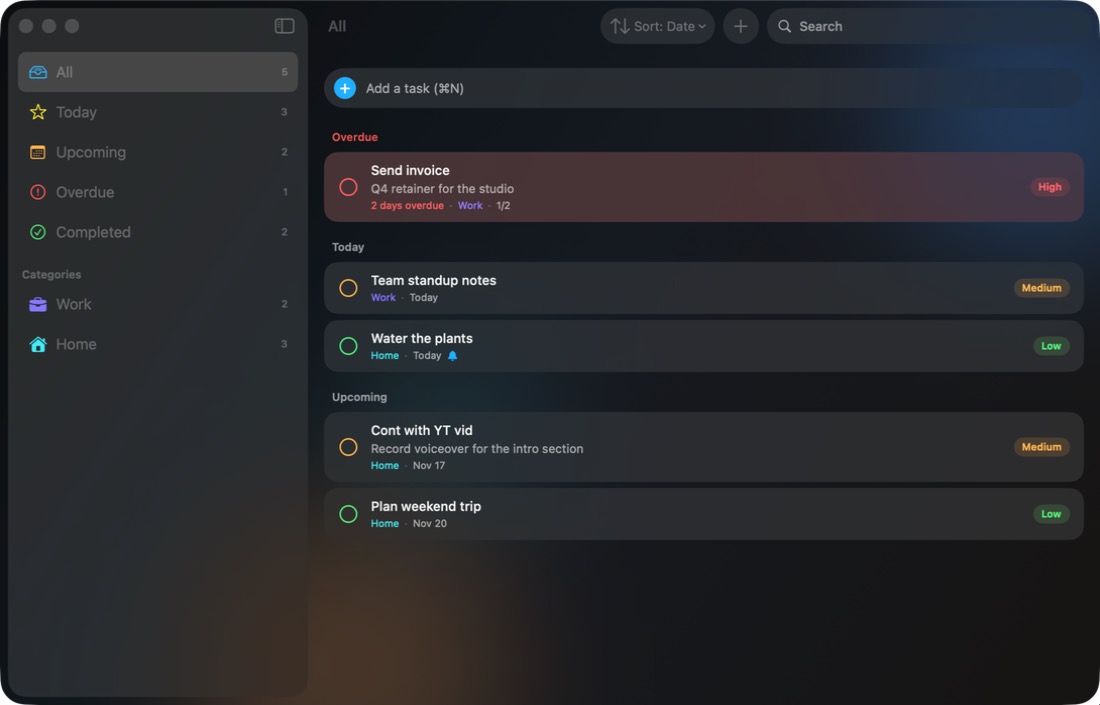 All
Sort: Date
Search
All 5
Today 3
Upcoming 2
Overdue 1
Completed 2
Categories
Work 2
Home 3
Add a task (⌘N)
Overdue
Send invoice
Q4 retainer for the studio
2 days overdue · Work · 1/2
High
Today
Team standup notes
Work · Today
Medium
Water the plants
Home · Today
Low
Upcoming
Cont with YT vid
Record voiceover for the intro section
Home · Nov 17
Medium
Plan weekend trip
Home · Nov 20
Low